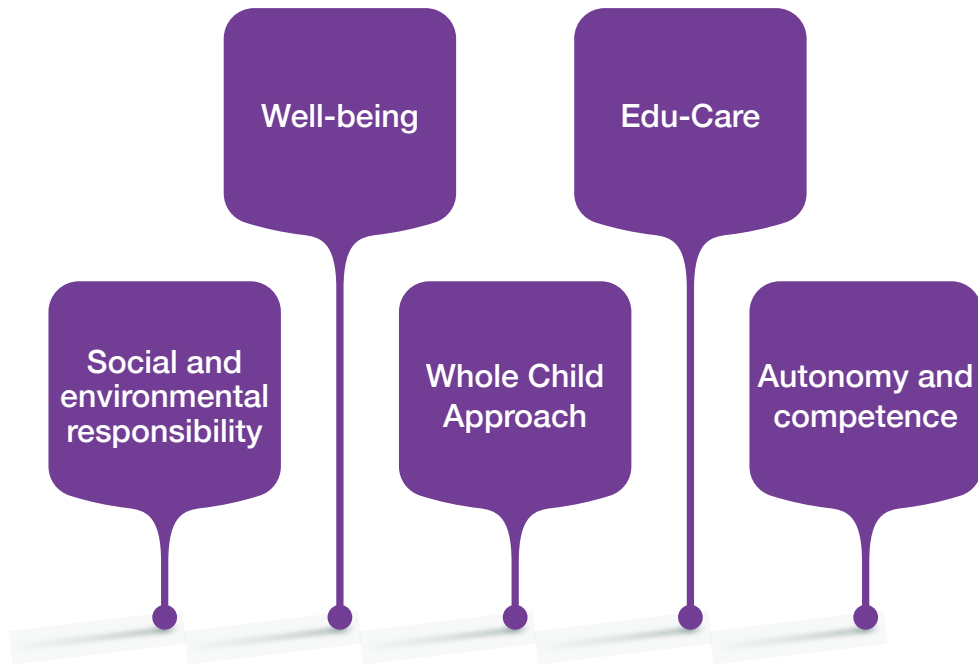 Well-being
Edu-Care
Social and
environmental
responsibility
Whole Child
Approach
Autonomy and
competence